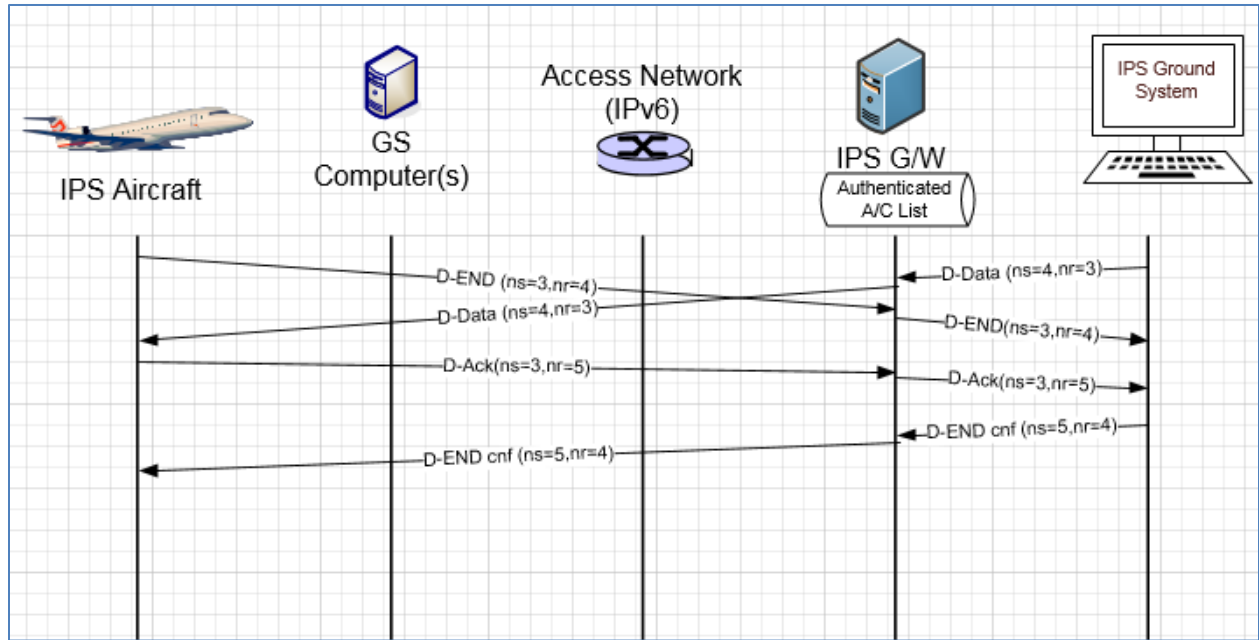 IPS Aircraft
GS
Computer(s)
Access Network
(IPv6)
IPS G/W
Authenticated
A/C List
IPS Ground
System
D-END (ns=3,nr=4)
D-Data (ns=4,nr=3)
D-Data (ns=4,nr=3)
D-END(ns=3,nr=4)
D-Ack(ns=3,nr=5)
D-Ack(ns=3,nr=5)
D-END cnf (ns=5,nr=4)
D-END cnf (ns=5,nr=4)